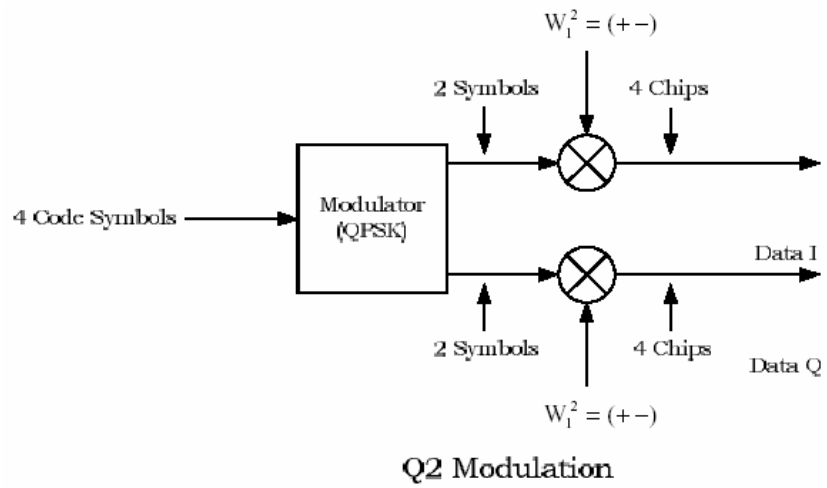 W₁² = (+ −)
2 Symbols
4 Chips
4 Code Symbols
Modulator
(QPSK)
Data I
2 Symbols
4 Chips
Data Q
W₁² = (+ −)
Q2 Modulation